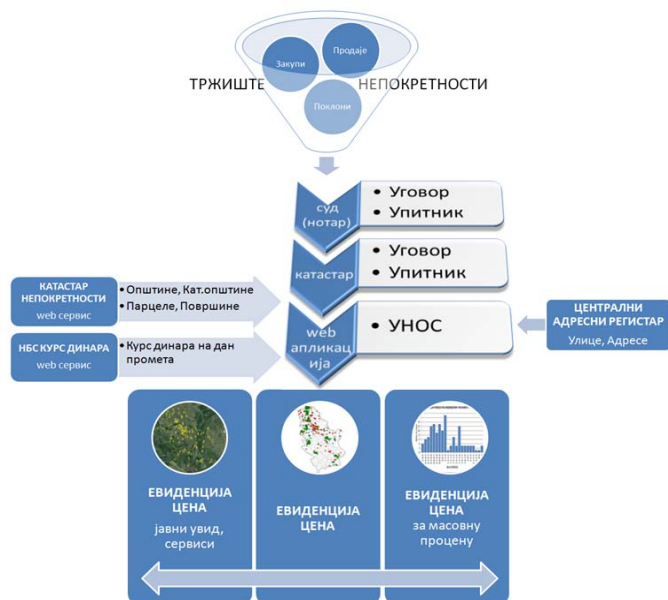 Закупи
Продаје
Поклони
ТРЖИШТЕ НЕПОКРЕТНОСТИ
суд
(нотар)
• Уговор
• Упитник
катастар
• Уговор
• Упитник
КАТАСТАР
НЕПОКРЕТНОСТИ
web сервис
• Општине, Кат.општине
• Парцеле, Површине
НБС КУРС ДИНАРА
web сервис
• Курс динара на дан
промета
web
апликац
ија
• УНОС
ЦЕНТРАЛНИ
АДРЕСНИ РЕГИСТАР
Улице, Адресе
ЕВИДЕНЦИЈА
ЦЕНА
јавни увид,
сервиси
ЕВИДЕНЦИЈА
ЦЕНА
ЕВИДЕНЦИЈА
ЦЕНА
за масовну
процену